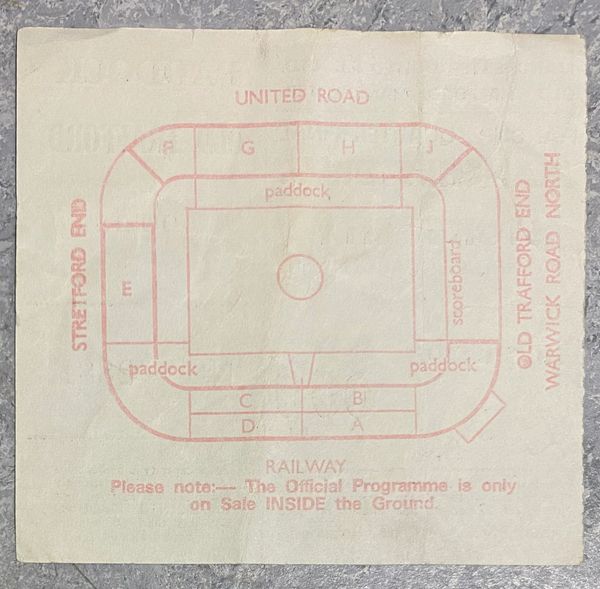 UNITED ROAD
F
G
H
J
paddock
STRETFORD END
E
scoreboard
OLD TRAFFORD END
WARWICK ROAD NORTH
paddock
paddock
C
B
D
A
RAILWAY
Please note:— The Official Programme is only
on Sale INSIDE the Ground.